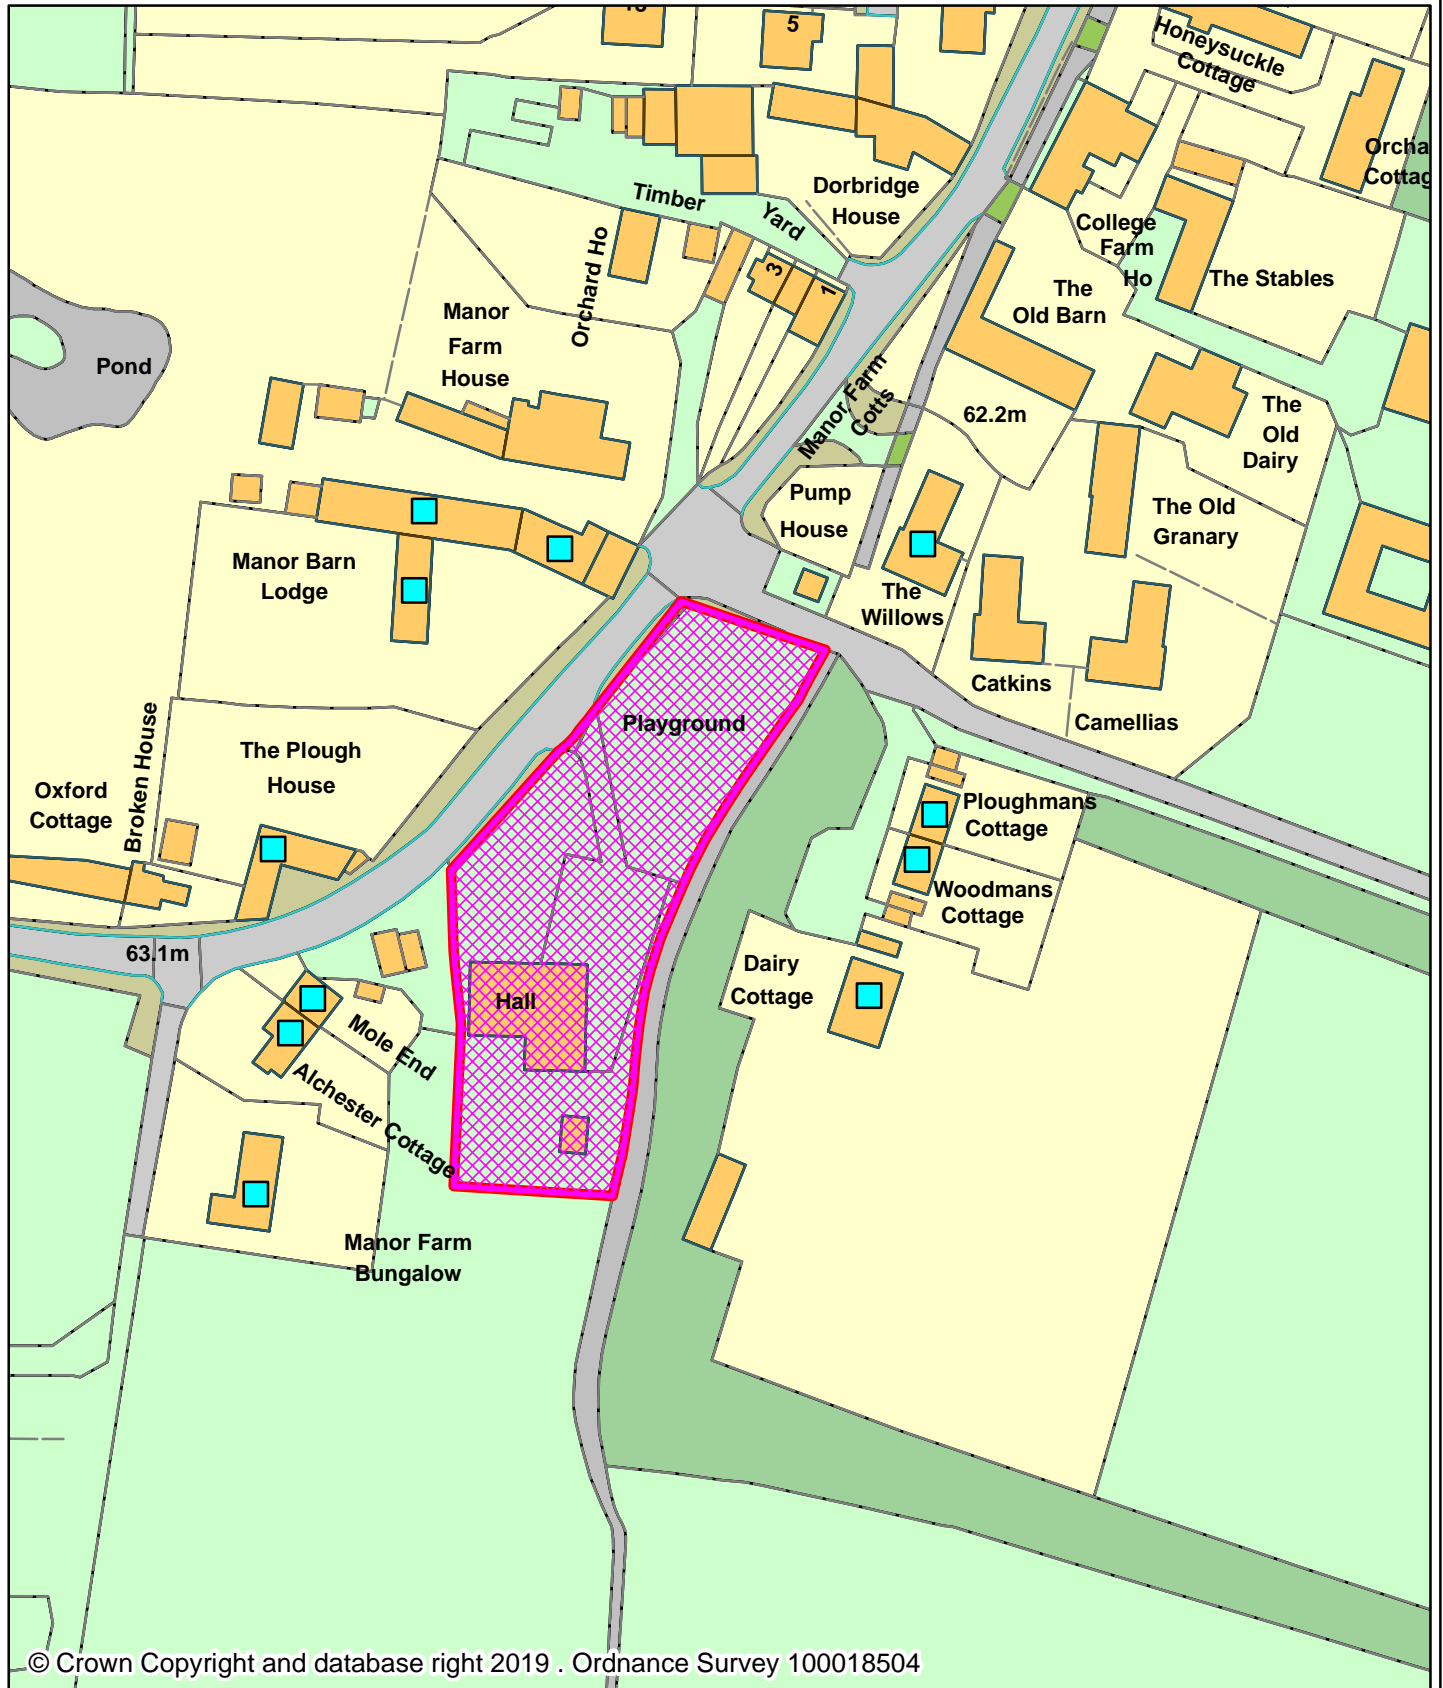 5
Honeysuckle
Cottage
Timber
Yard
Dorbridge
House
College
Farm
Ho
The Stables
Orchard Ho
3
1
The
Old Barn
Manor
Farm
House
Pond
Manor Farm
Cotts
62.2m
The
Old
Dairy
Pump
House
The Old
Granary
Manor Barn
Lodge
The
Willows
Catkins
Camellias
Playground
Broken House
The Plough
House
Oxford
Cottage
Ploughmans
Cottage
Woodmans
Cottage
63.1m
Dairy
Cottage
Hall
Mole End
Alchester Cottage
Manor Farm
Bungalow
© Crown Copyright and database right 2019 . Ordnance Survey 100018504